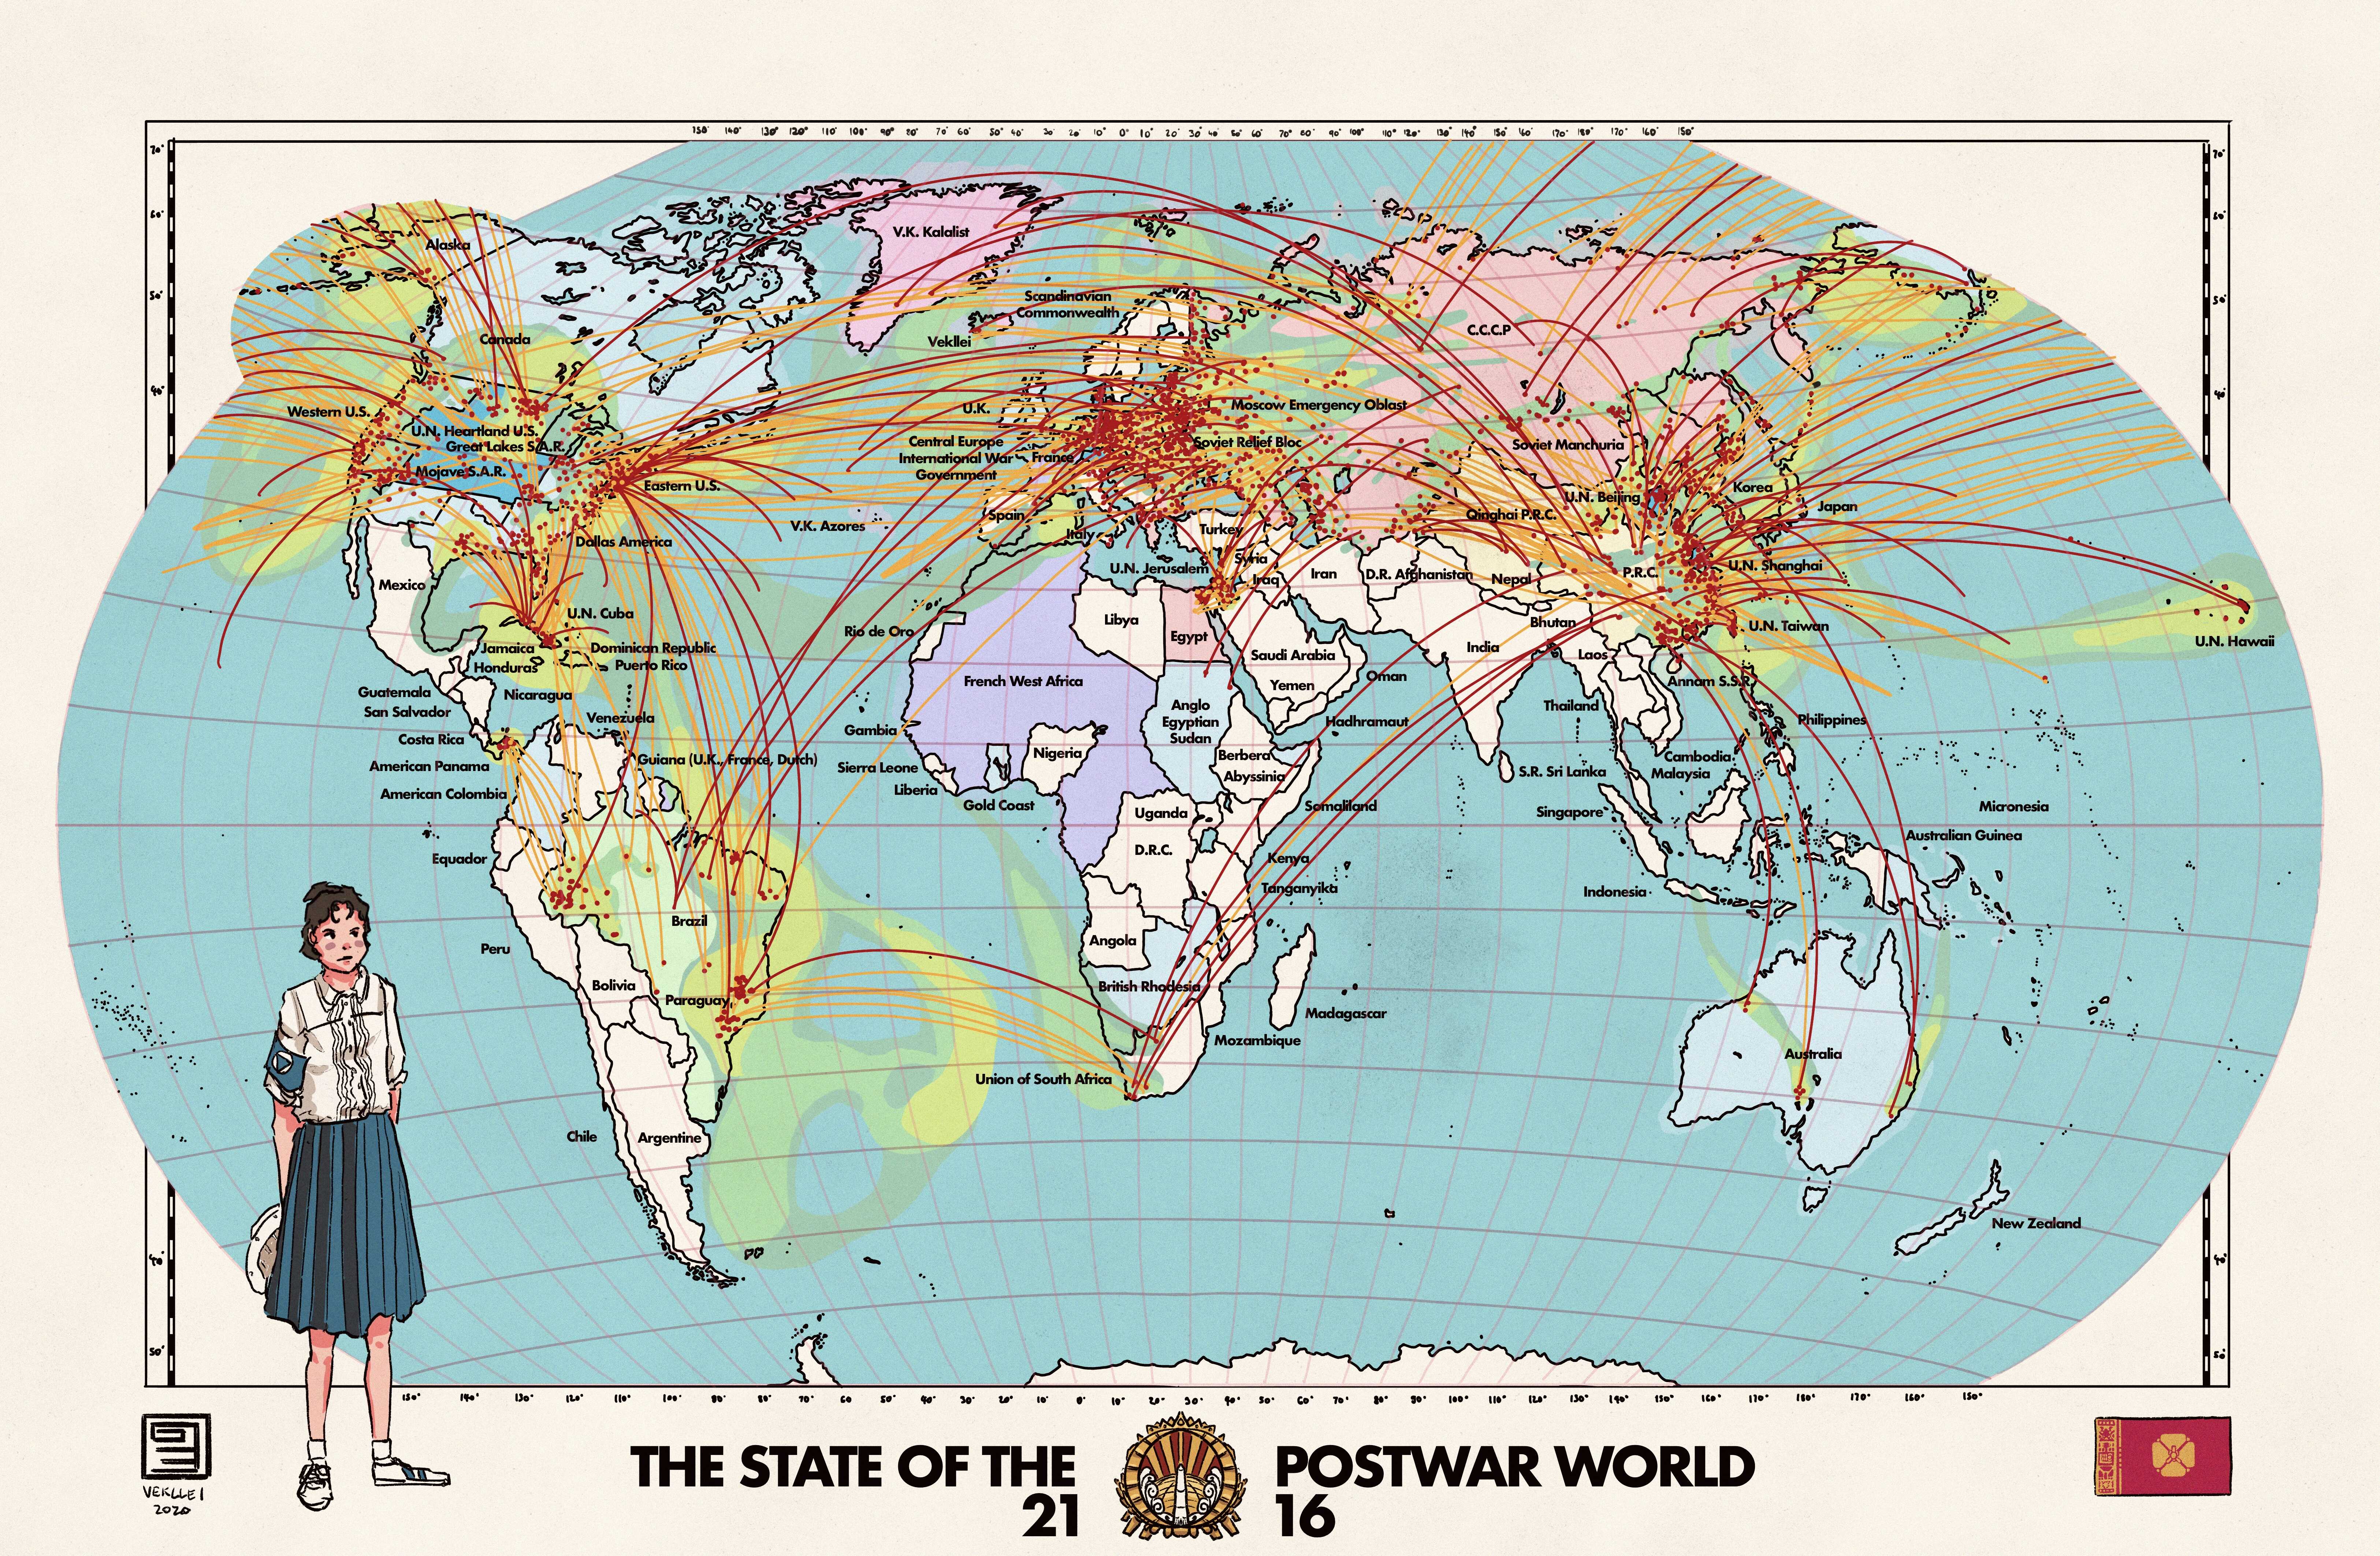 150° 140° 130° 120° 110° 100° 90° 80° 70° 60° 50° 40° 30° 20° 10° 0° 10° 20° 30° 40° 50° 60° 70° 80° 90° 100° 110° 120° 130° 140° 150° 160° 170° 180° 170° 160° 150°
70° 70°
60° 60°
50° 50°
40° 40°
V.K. Kalalist
Alaska
Scandinavian
Commonwealth
C.C.C.P
Canada
Vekllei
Western U.S.
U.K.
Moscow Emergency Oblast
U.N. Heartland U.S.
Great Lakes S.A.R.
Central Europe
International War
Government
France
Soviet Relief Bloc
Soviet Manchuria
Mojave S.A.R.
Eastern U.S.
U.N. Beijing
Korea
Japan
V.K. Azores
Spain
Italy
Turkey
Qinghai P.R.C.
Dallas America
Syria
U.N. Jerusalem
Iraq
Iran
D.R. Afghanistan
Nepal
P.R.C.
U.N. Shanghai
Mexico
U.N. Cuba
Libya
Egypt
Rio de Oro
Bhutan
U.N. Taiwan
U.N. Hawaii
Jamaica
Dominican Republic
Honduras
Puerto Rico
Saudi Arabia
India
Laos
French West Africa
Oman
Annam S.S.R.
Guatemala
Nicaragua
Yemen
San Salvador
Venezuela
Anglo
Egyptian
Sudan
Thailand
Hadhramaut
Philippines
Gambia
Costa Rica
Nigeria
Berbera
Cambodia
American Panama
Guiana (U.K., France, Dutch)
Sierra Leone
Abyssinia
S.R. Sri Lanka
Malaysia
American Colombia
Liberia
Gold Coast
Uganda
Somaliland
Singapore
Micronesia
Australian Guinea
Equador
D.R.C.
Kenya
Tanganyika
Indonesia
Brazil
Peru
Angola
Bolivia
British Rhodesia
Paraguay
Madagascar
Mozambique
Australia
Union of South Africa
Chile
Argentine
New Zealand
40° 40°
50° 50°
150° 140° 130° 120° 110° 100° 90° 80° 70° 60 50° 40° 30° 20° 10° 0° 10° 20° 30° 40° 50° 60° 70° 80° 90° 100° 110° 120° 130° 140° 150° 160° 170° 180° 170° 160° 150°
THE STATE OF THE POSTWAR WORLD
21 16
VEKLLEI
2020